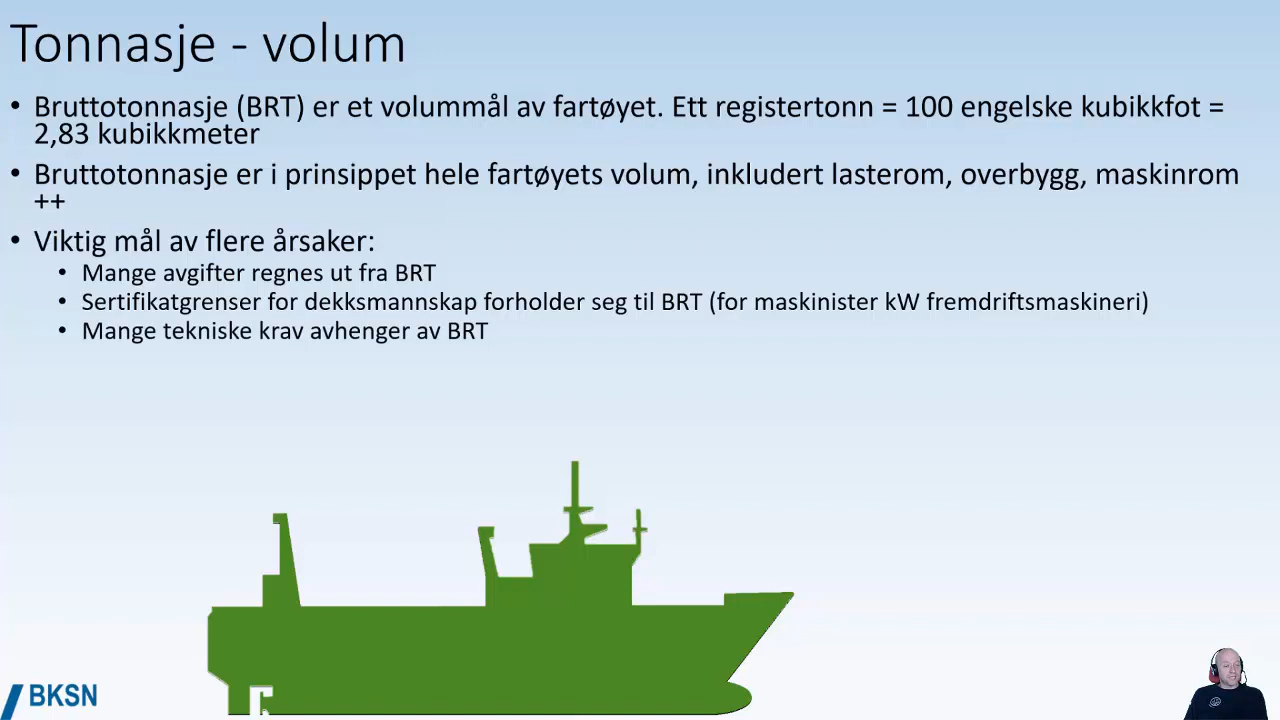 Tonnasje - volum
• Bruttotonnasje (BRT) er et volummål av fartøyet. Ett registertonn = 100 engelske kubikkfot =
2,83 kubikkmeter
• Bruttotonnasje er i prinsippet hele fartøyets volum, inkludert lasterom, overbygg, maskinrom
++
• Viktig mål av flere årsaker:
• Mange avgifter regnes ut fra BRT
• Sertifikatgrenser for dekksmannskap forholder seg til BRT (for maskinister kW fremdriftsmaskineri)
• Mange tekniske krav avhenger av BRT
BKSN